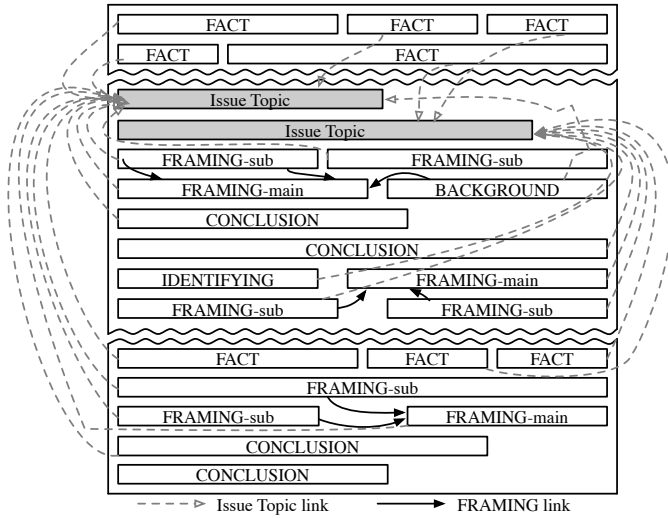 FACT FACT FACT
FACT FACT
Issue Topic
Issue Topic
FRAMING-sub FRAMING-sub
FRAMING-main BACKGROUND
CONCLUSION
CONCLUSION
IDENTIFYING FRAMING-main
FRAMING-sub FRAMING-sub
FACT FACT FACT
FRAMING-sub
FRAMING-sub FRAMING-main
CONCLUSION
CONCLUSION
Issue Topic link FRAMING link